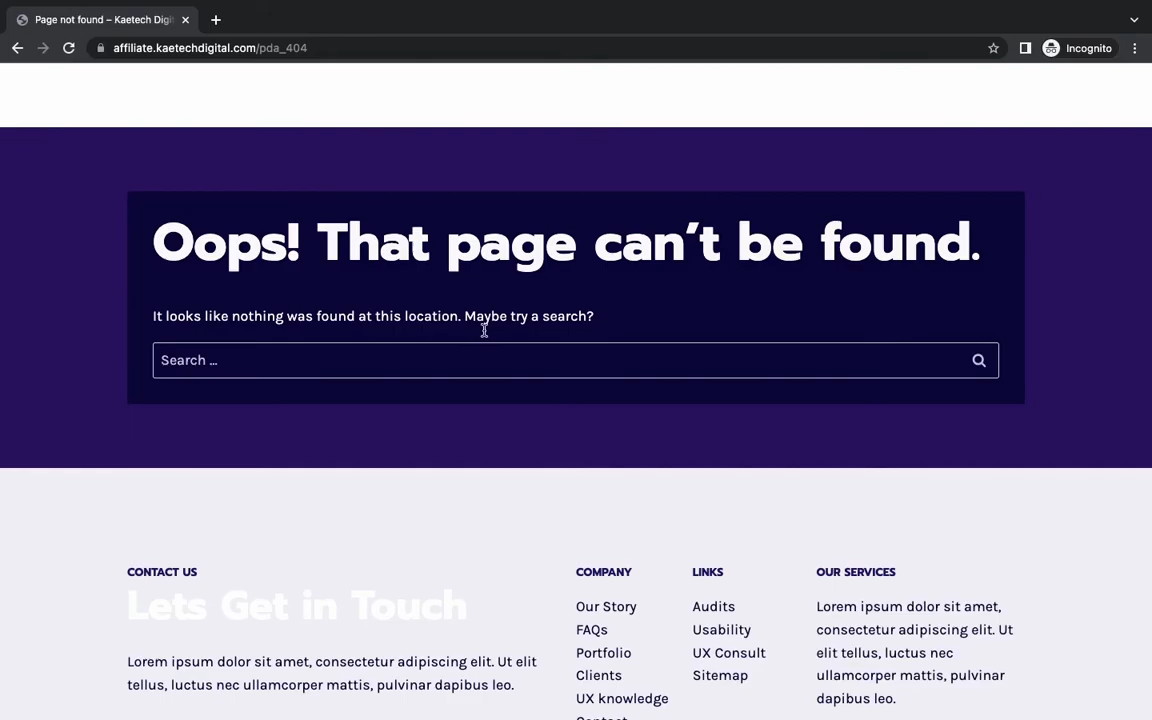 Page not found – Kaetech Digi
affiliate.kaetechdigital.com/pda_404
Incognito
Oops! That page can’t be found.
It looks like nothing was found at this location. Maybe try a search?
Search ...
CONTACT US
Lets Get in Touch
Lorem ipsum dolor sit amet, consectetur adipiscing elit. Ut elit
tellus, luctus nec ullamcorper mattis, pulvinar dapibus leo.
COMPANY
Our Story
FAQs
Portfolio
Clients
UX knowledge
LINKS
Audits
Usability
UX Consult
Sitemap
OUR SERVICES
Lorem ipsum dolor sit amet,
consectetur adipiscing elit. Ut
elit tellus, luctus nec
ullamcorper mattis, pulvinar
dapibus leo.